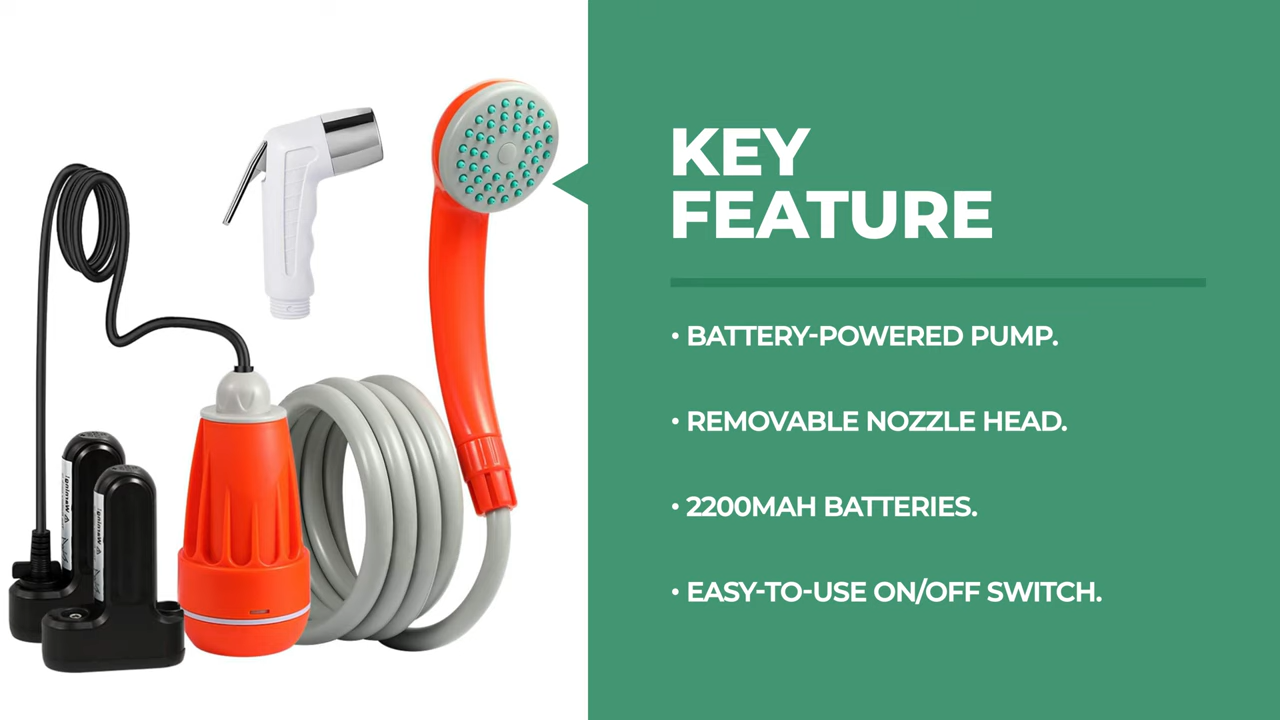 KEY
FEATURE
• BATTERY-POWERED PUMP.
• REMOVABLE NOZZLE HEAD.
• 2200MAH BATTERIES.
• EASY-TO-USE ON/OFF SWITCH.